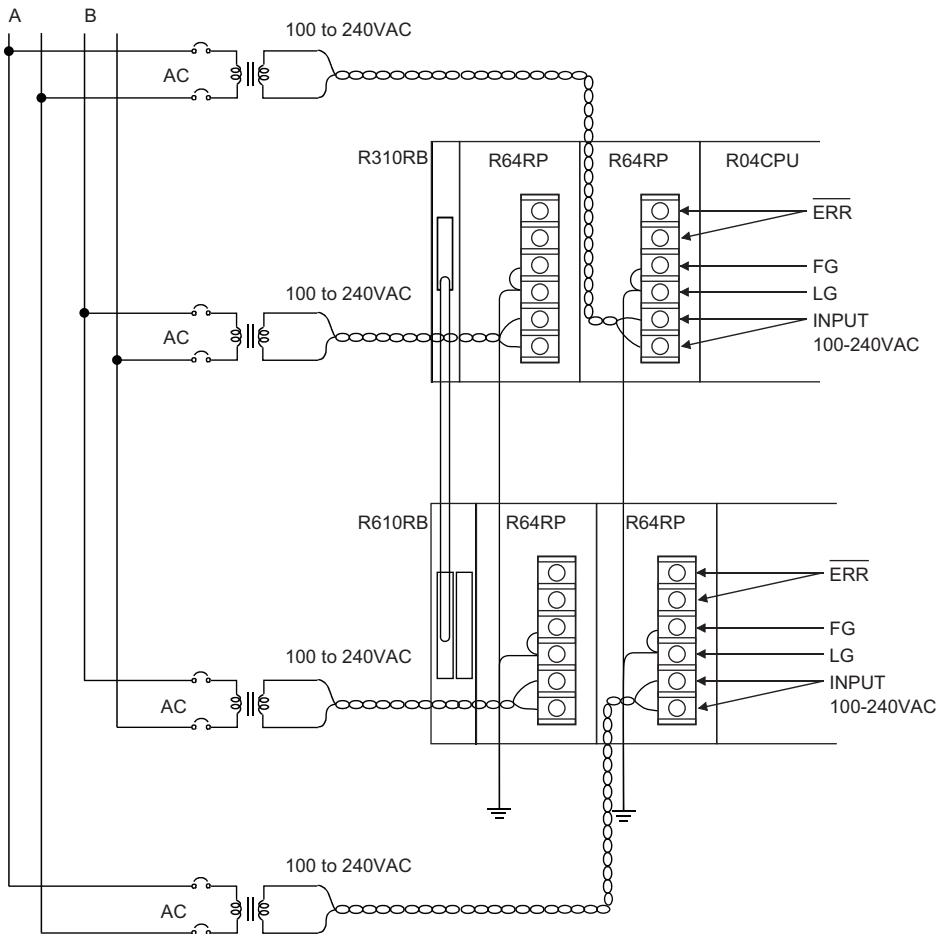 A
B
100 to 240VAC
AC
R310RB
R64RP
R64RP
R04CPU
ERR
FG
LG
INPUT
100-240VAC
100 to 240VAC
AC
R610RB
R64RP
R64RP
ERR
FG
LG
INPUT
100-240VAC
100 to 240VAC
AC
100 to 240VAC
AC